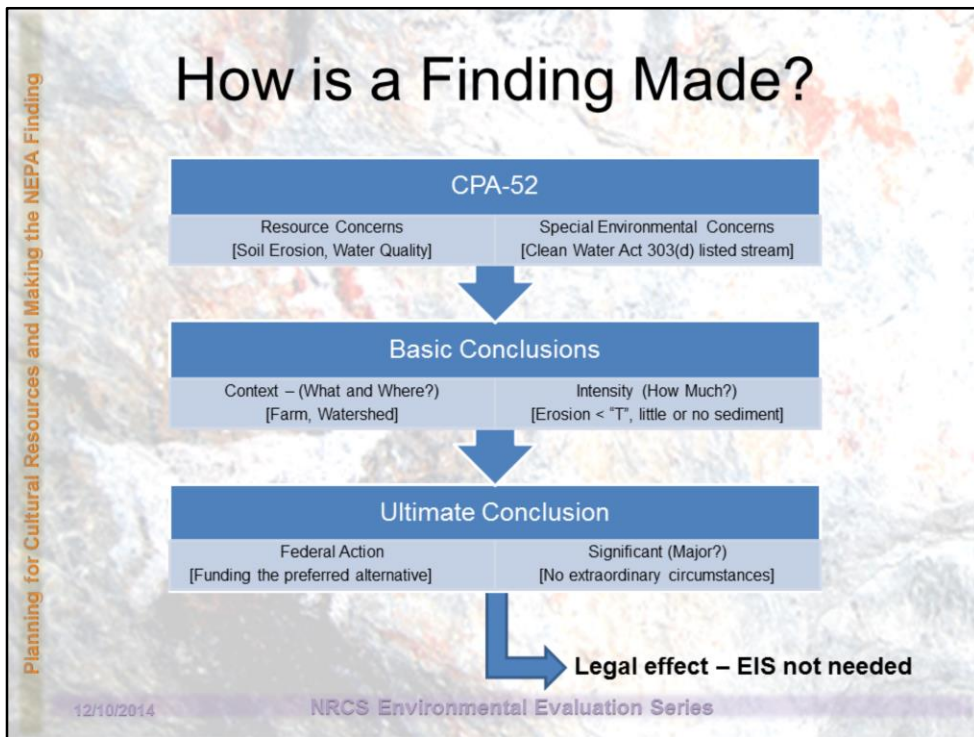 How is a Finding Made?
Planning for Cultural Resources and Making the NEPA Finding
CPA-52
Resource Concerns
[Soil Erosion, Water Quality]
Special Environmental Concerns
[Clean Water Act 303(d) listed stream]
Basic Conclusions
Context – (What and Where?)
[Farm, Watershed]
Intensity (How Much?)
[Erosion < "T", little or no sediment]
Ultimate Conclusion
Federal Action
[Funding the preferred alternative]
Significant (Major?)
[No extraordinary circumstances]
Legal effect – EIS not needed
12/10/2014
NRCS Environmental Evaluation Series